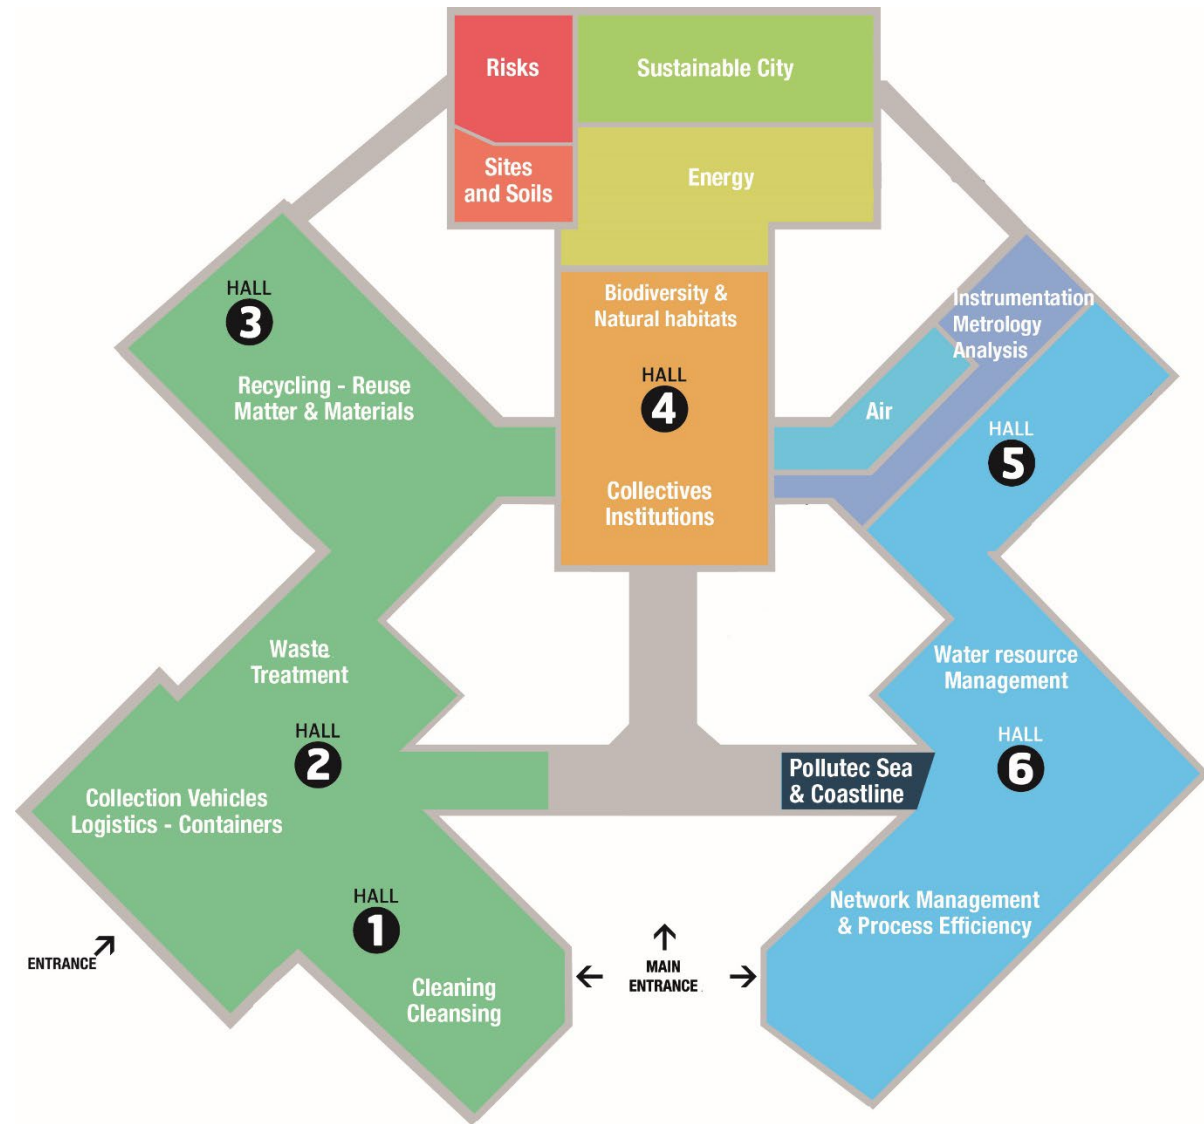 Risks
Sustainable City
Sites
and Soils
Energy
HALL
3
Recycling - Reuse
Matter & Materials
Biodiversity &
Natural habitats
HALL
4
Collectives
Institutions
Instrumentation
Metrology
Analysis
Air
HALL
5
Waste
Treatment
HALL
2
Collection Vehicles
Logistics - Containers
Water resource
Management
HALL
6
Pollutec Sea
& Coastline
HALL
1
Cleaning
Cleansing
Network Management
& Process Efficiency
ENTRANCE
MAIN
ENTRANCE